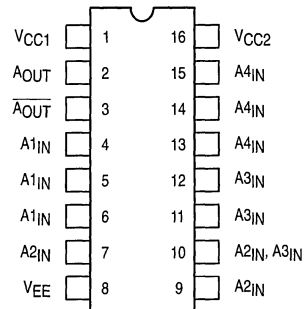 VCC1 1 16 VCC2
AOUT 2 15 A4IN
A̅O̅U̅T̅ 3 14 A4IN
A1IN 4 13 A4IN
A1IN 5 12 A3IN
A1IN 6 11 A3IN
A2IN 7 10 A2IN, A3IN
VEE 8 9 A2IN